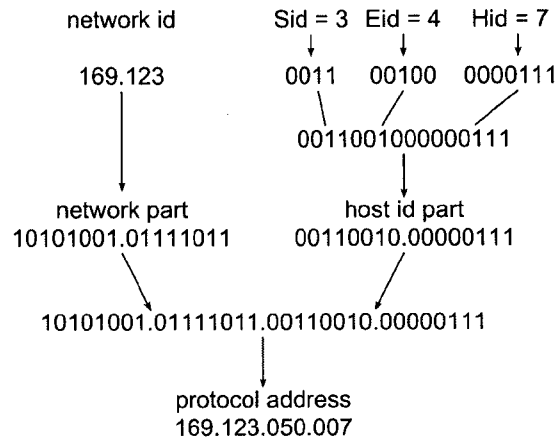 network id Sid = 3 Eid = 4 Hid = 7
169.123 0011 00100 0000111
0011001000000111
network part host id part
10101001.01111011 00110010.00000111
10101001.01111011.00110010.00000111
protocol address
169.123.050.007